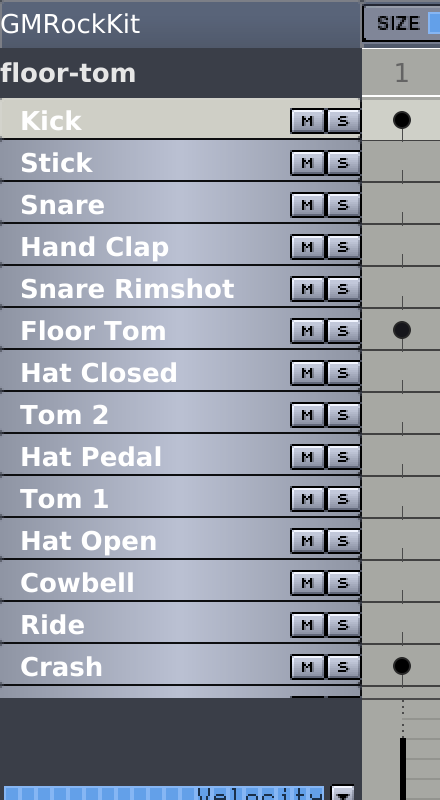 GMRockKit SIZE
floor-tom 1
Kick M S
Stick M S
Snare M S
Hand Clap M S
Snare Rimshot M S
Floor Tom M S
Hat Closed M S
Tom 2 M S
Hat Pedal M S
Tom 1 M S
Hat Open M S
Cowbell M S
Ride M S
Crash M S
Velocity